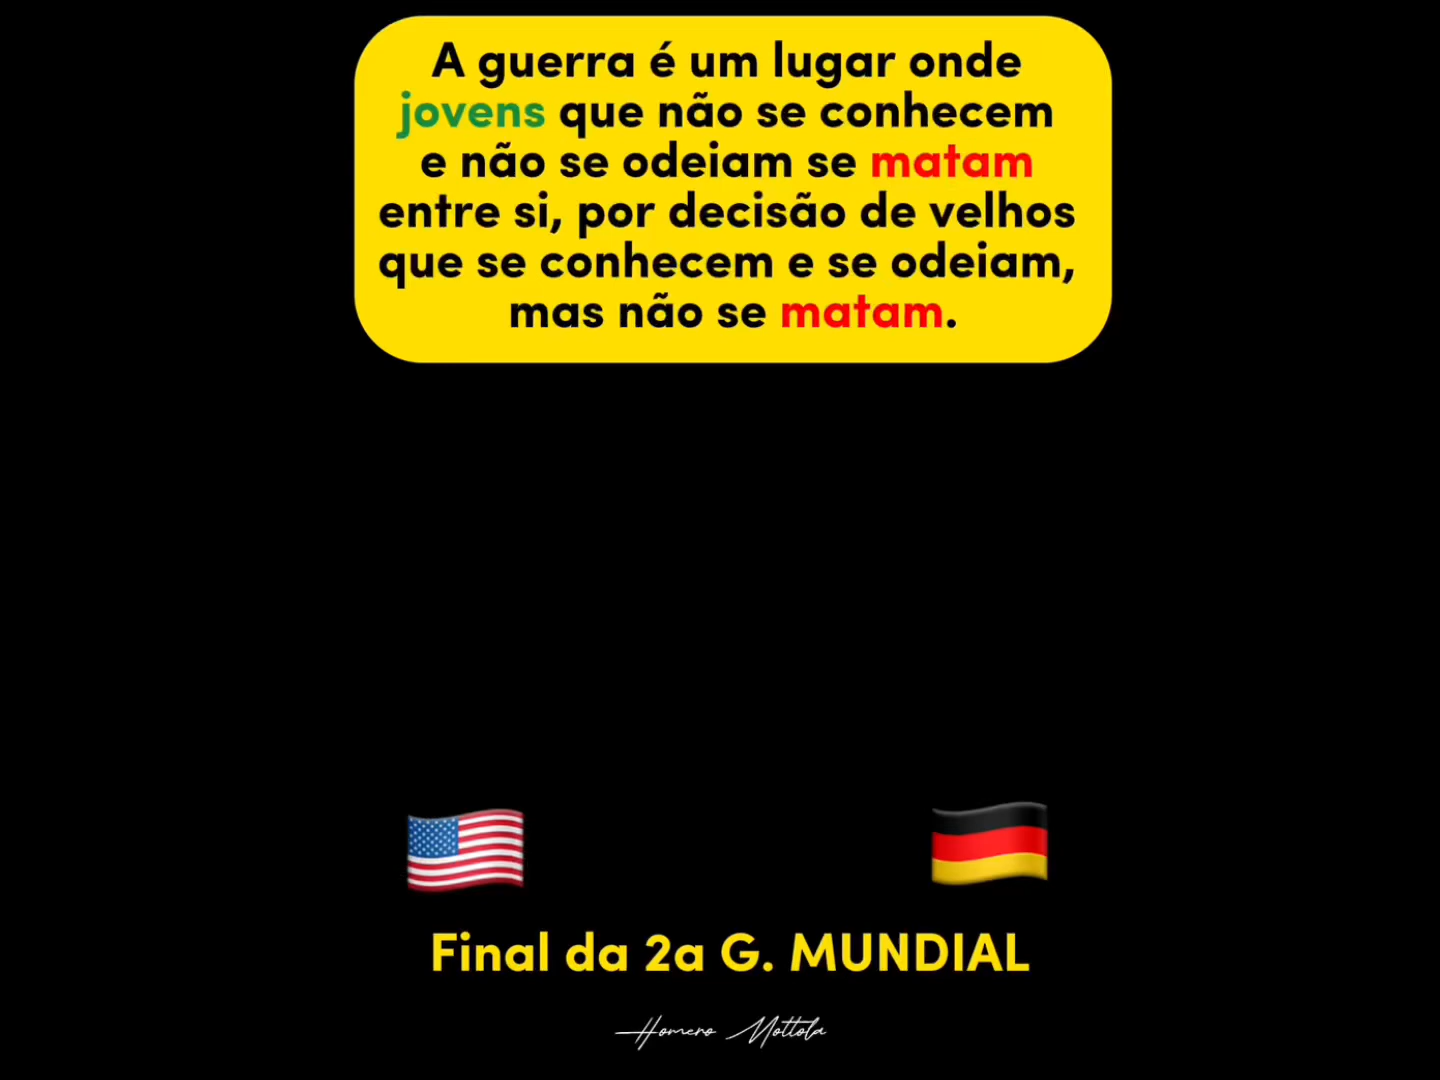 A guerra é um lugar onde
jovens que não se conhecem
e não se odeiam se matam
entre si, por decisão de velhos
que se conhecem e se odeiam,
mas não se matam.
Final da 2a G. MUNDIAL
Homero Mottola